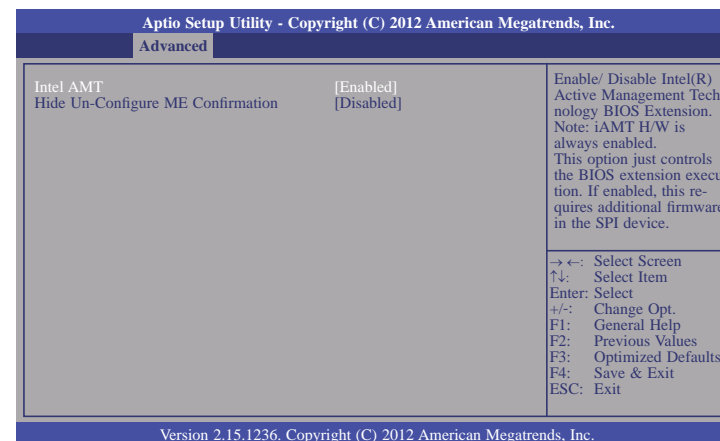 Aptio Setup Utility - Copyright (C) 2012 American Megatrends, Inc.
Advanced
Intel AMT [Enabled]
Hide Un-Configure ME Confirmation [Disabled]
Enable/ Disable Intel(R)
Active Management Tech
nology BIOS Extension.
Note: iAMT H/W is
always enabled.
This option just controls
the BIOS extension execu
tion. If enabled, this re-
quires additional firmware
in the SPI device.
→←: Select Screen
↑↓: Select Item
Enter: Select
+/-: Change Opt.
F1: General Help
F2: Previous Values
F3: Optimized Defaults
F4: Save & Exit
ESC: Exit
Version 2.15.1236. Copyright (C) 2012 American Megatrends, Inc.